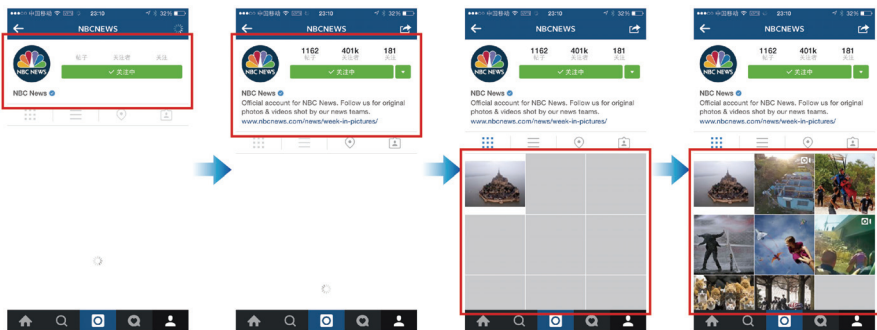 中国移动 23:10 32%
NBCNEWS
NBC NEWS
帖子 关注者 关注
✓ 关注中
NBC News
中国移动 23:10 32%
NBCNEWS
NBC NEWS
1162 401k 181
帖子 关注者 关注
✓ 关注中
NBC News
Official account for NBC News. Follow us for original
photos & videos shot by our news teams.
www.nbcnews.com/news/week-in-pictures/
中国移动 23:10 32%
NBCNEWS
NBC NEWS
1162 401k 181
帖子 关注者 关注
✓ 关注中
NBC News
Official account for NBC News. Follow us for original
photos & videos shot by our news teams.
www.nbcnews.com/news/week-in-pictures/
中国移动 23:10 32%
NBCNEWS
NBC NEWS
1162 401k 181
帖子 关注者 关注
✓ 关注中
NBC News
Official account for NBC News. Follow us for original
photos & videos shot by our news teams.
www.nbcnews.com/news/week-in-pictures/